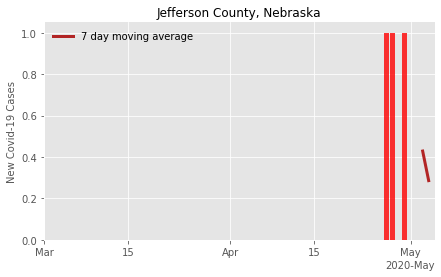 Jefferson County, Nebraska
7 day moving average
New Covid-19 Cases
1.0
0.8
0.6
0.4
0.2
0.0
Mar 15 Apr 15 May
2020-May